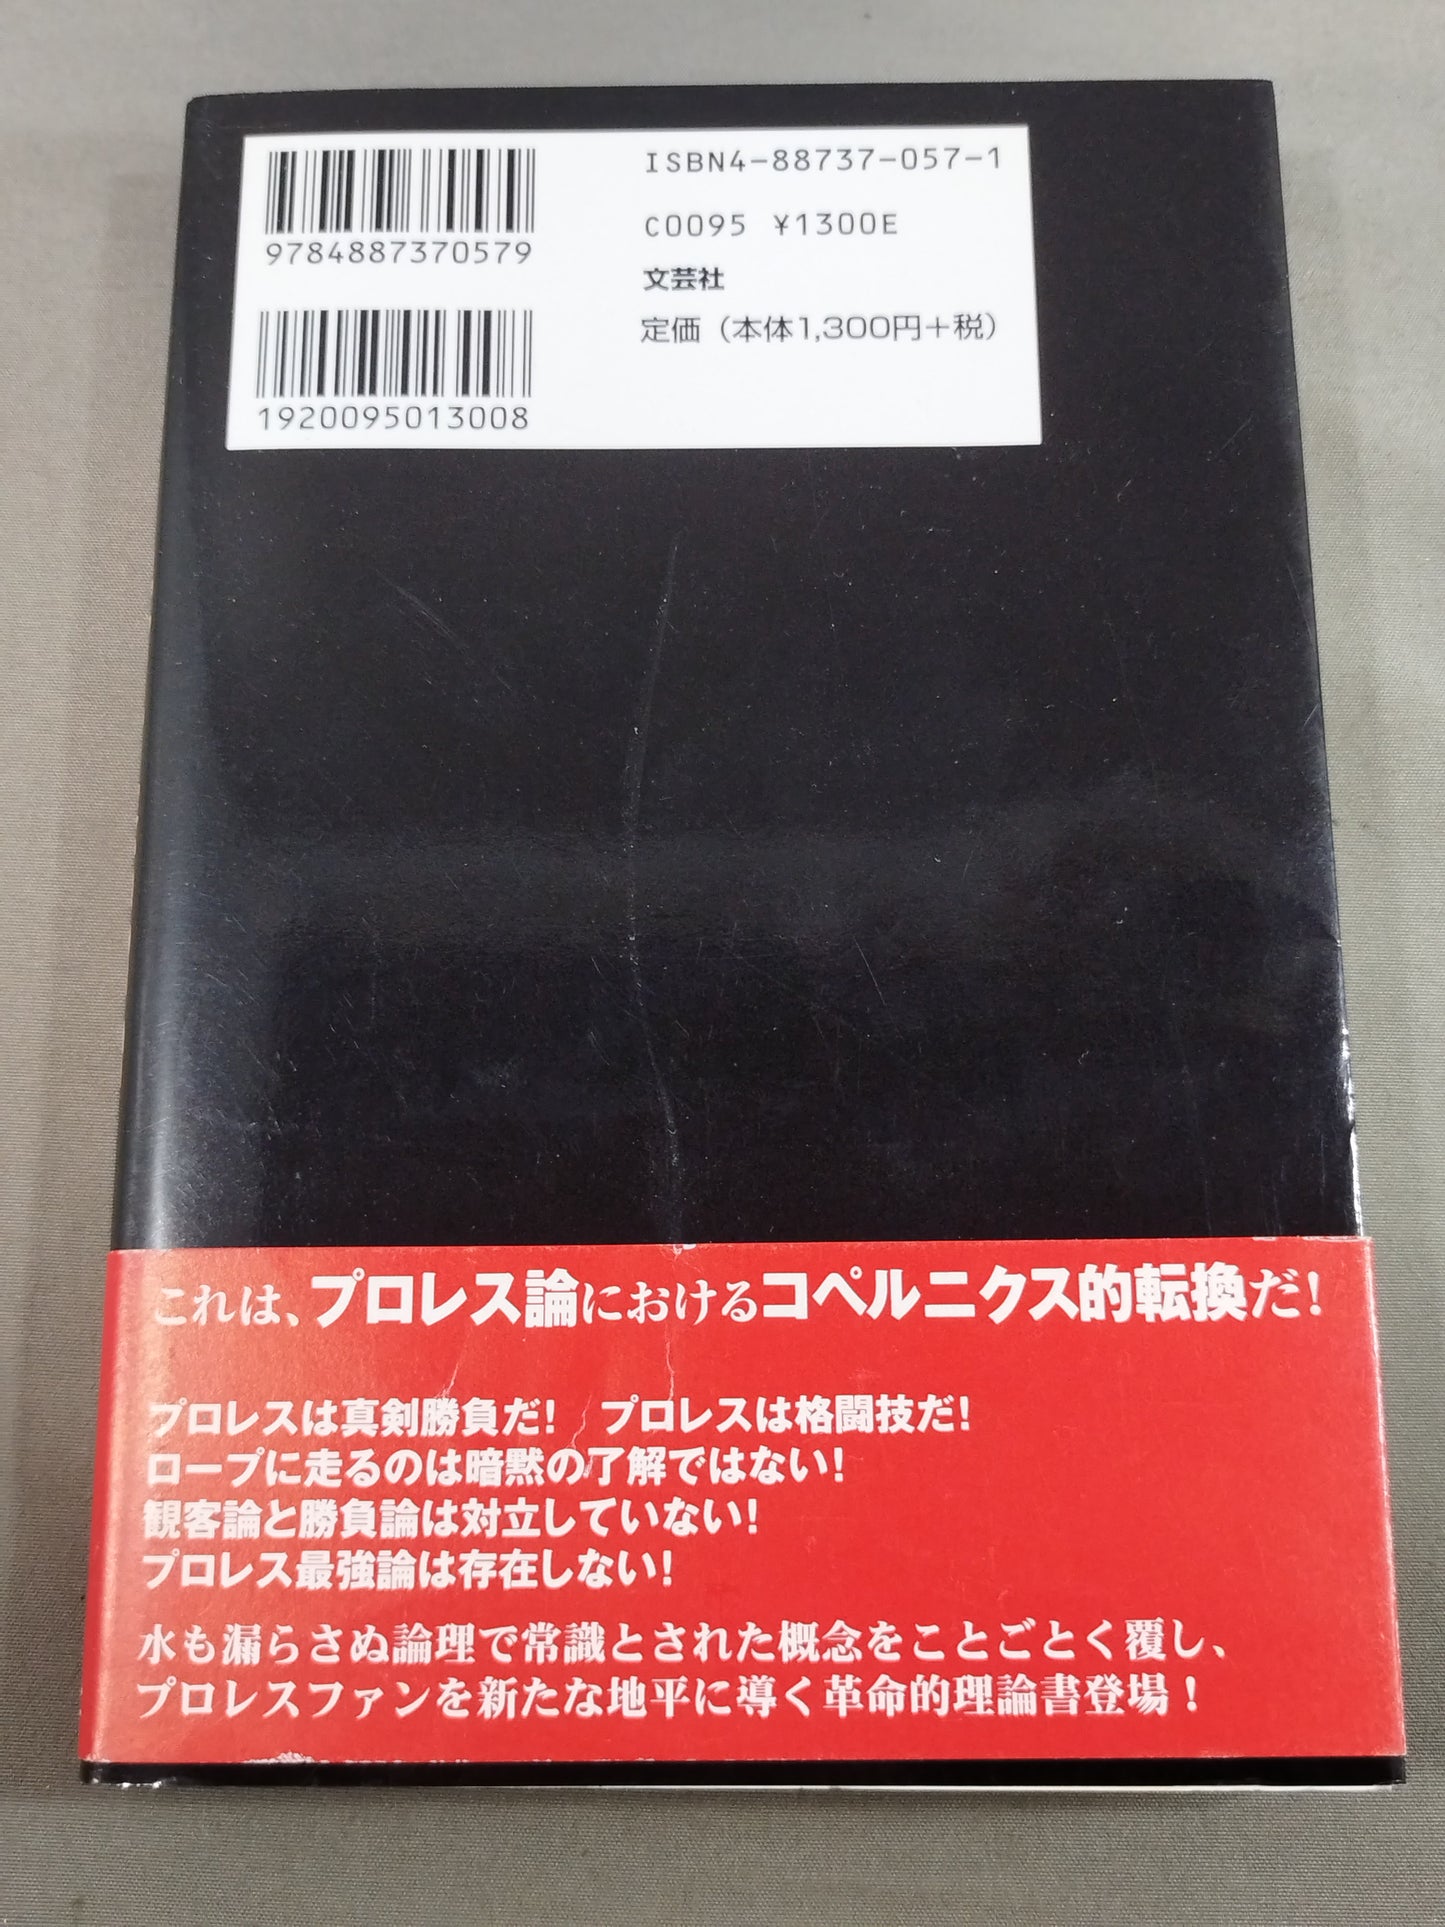 9784887370579
1920095013008
ISBN4-88737-057-1
C0095 ¥1300E
文芸社
定価（本体1,300円＋税）
これは、プロレス論におけるコペルニクス的転換だ！
プロレスは真剣勝負だ！ プロレスは格闘技だ！
ロープに走るのは暗黙の了解ではない！
観客論と勝負論は対立していない！
プロレス最強論は存在しない！
水も漏らさぬ論理で常識とされた概念をことごとく覆し、
プロレスファンを新たな地平に導く革命的理論書登場！